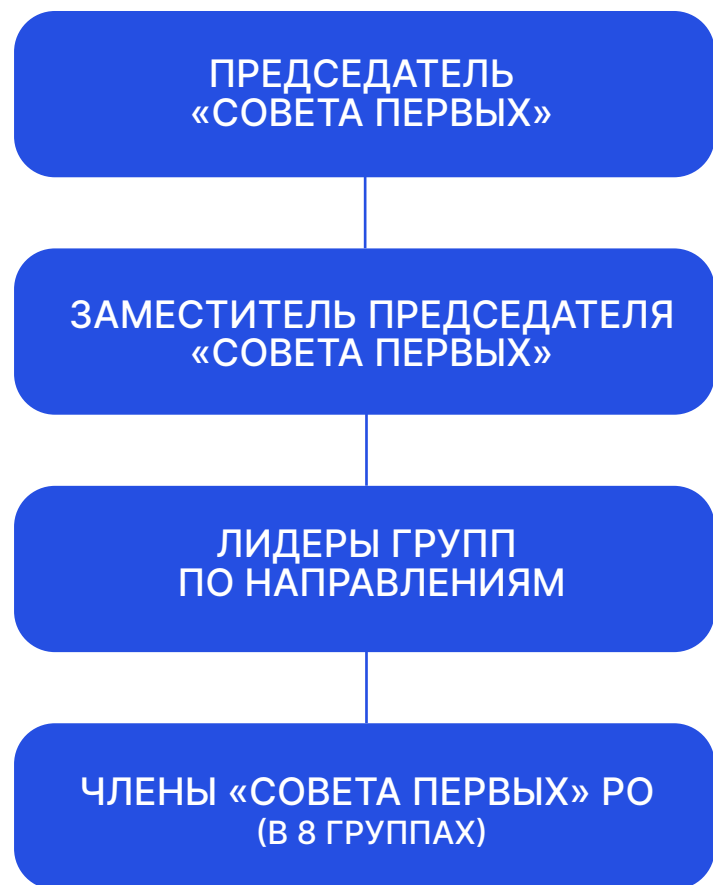 ПРЕДСЕДАТЕЛЬ
«СОВЕТА ПЕРВЫХ»
ЗАМЕСТИТЕЛЬ ПРЕДСЕДАТЕЛЯ
«СОВЕТА ПЕРВЫХ»
ЛИДЕРЫ ГРУПП
ПО НАПРАВЛЕНИЯМ
ЧЛЕНЫ «СОВЕТА ПЕРВЫХ» РО
(В 8 ГРУППАХ)